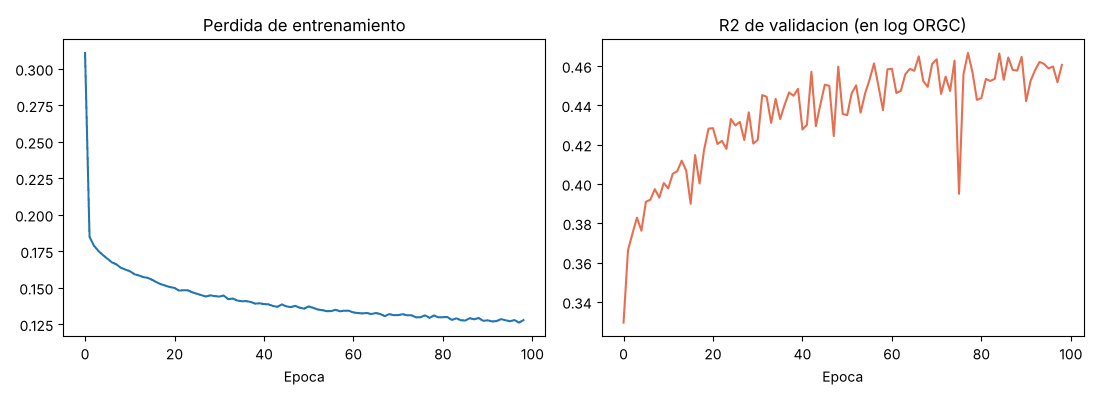 Perdida de entrenamiento
0.300
0.275
0.250
0.225
0.200
0.175
0.150
0.125
0 20 40 60 80 100
Epoca
R2 de validacion (en log ORGC)
0.46
0.44
0.42
0.40
0.38
0.36
0.34
0 20 40 60 80 100
Epoca